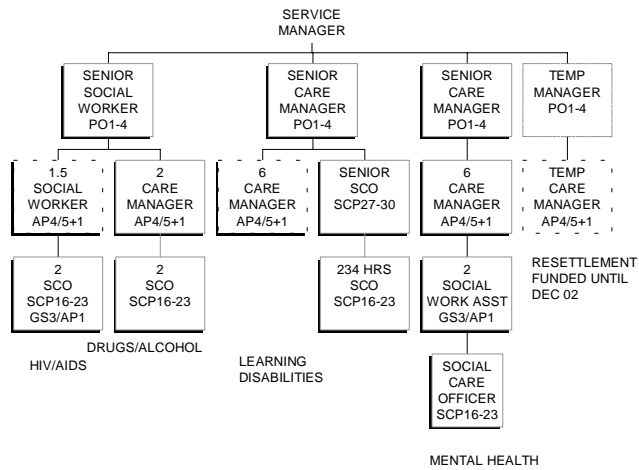 SERVICE
MANAGER
SENIOR
SOCIAL
WORKER
PO1-4
SENIOR
CARE
MANAGER
PO1-4
SENIOR
CARE
MANAGER
PO1-4
TEMP
MANAGER
PO1-4
1.5
SOCIAL
WORKER
AP4/5+1
2
CARE
MANAGER
AP4/5+1
6
CARE
MANAGER
AP4/5+1
SENIOR
SCO
SCP27-30
6
CARE
MANAGER
AP4/5+1
TEMP
CARE
MANAGER
AP4/5+1
2
SCO
SCP16-23
GS3/AP1
2
SCO
SCP16-23
234 HRS
SCO
SCP16-23
2
SOCIAL
WORK ASST
GS3/AP1
RESETTLEMENT
FUNDED UNTIL
DEC 02
HIV/AIDS
DRUGS/ALCOHOL
LEARNING
DISABILITIES
SOCIAL
CARE
OFFICER
SCP16-23
MENTAL HEALTH